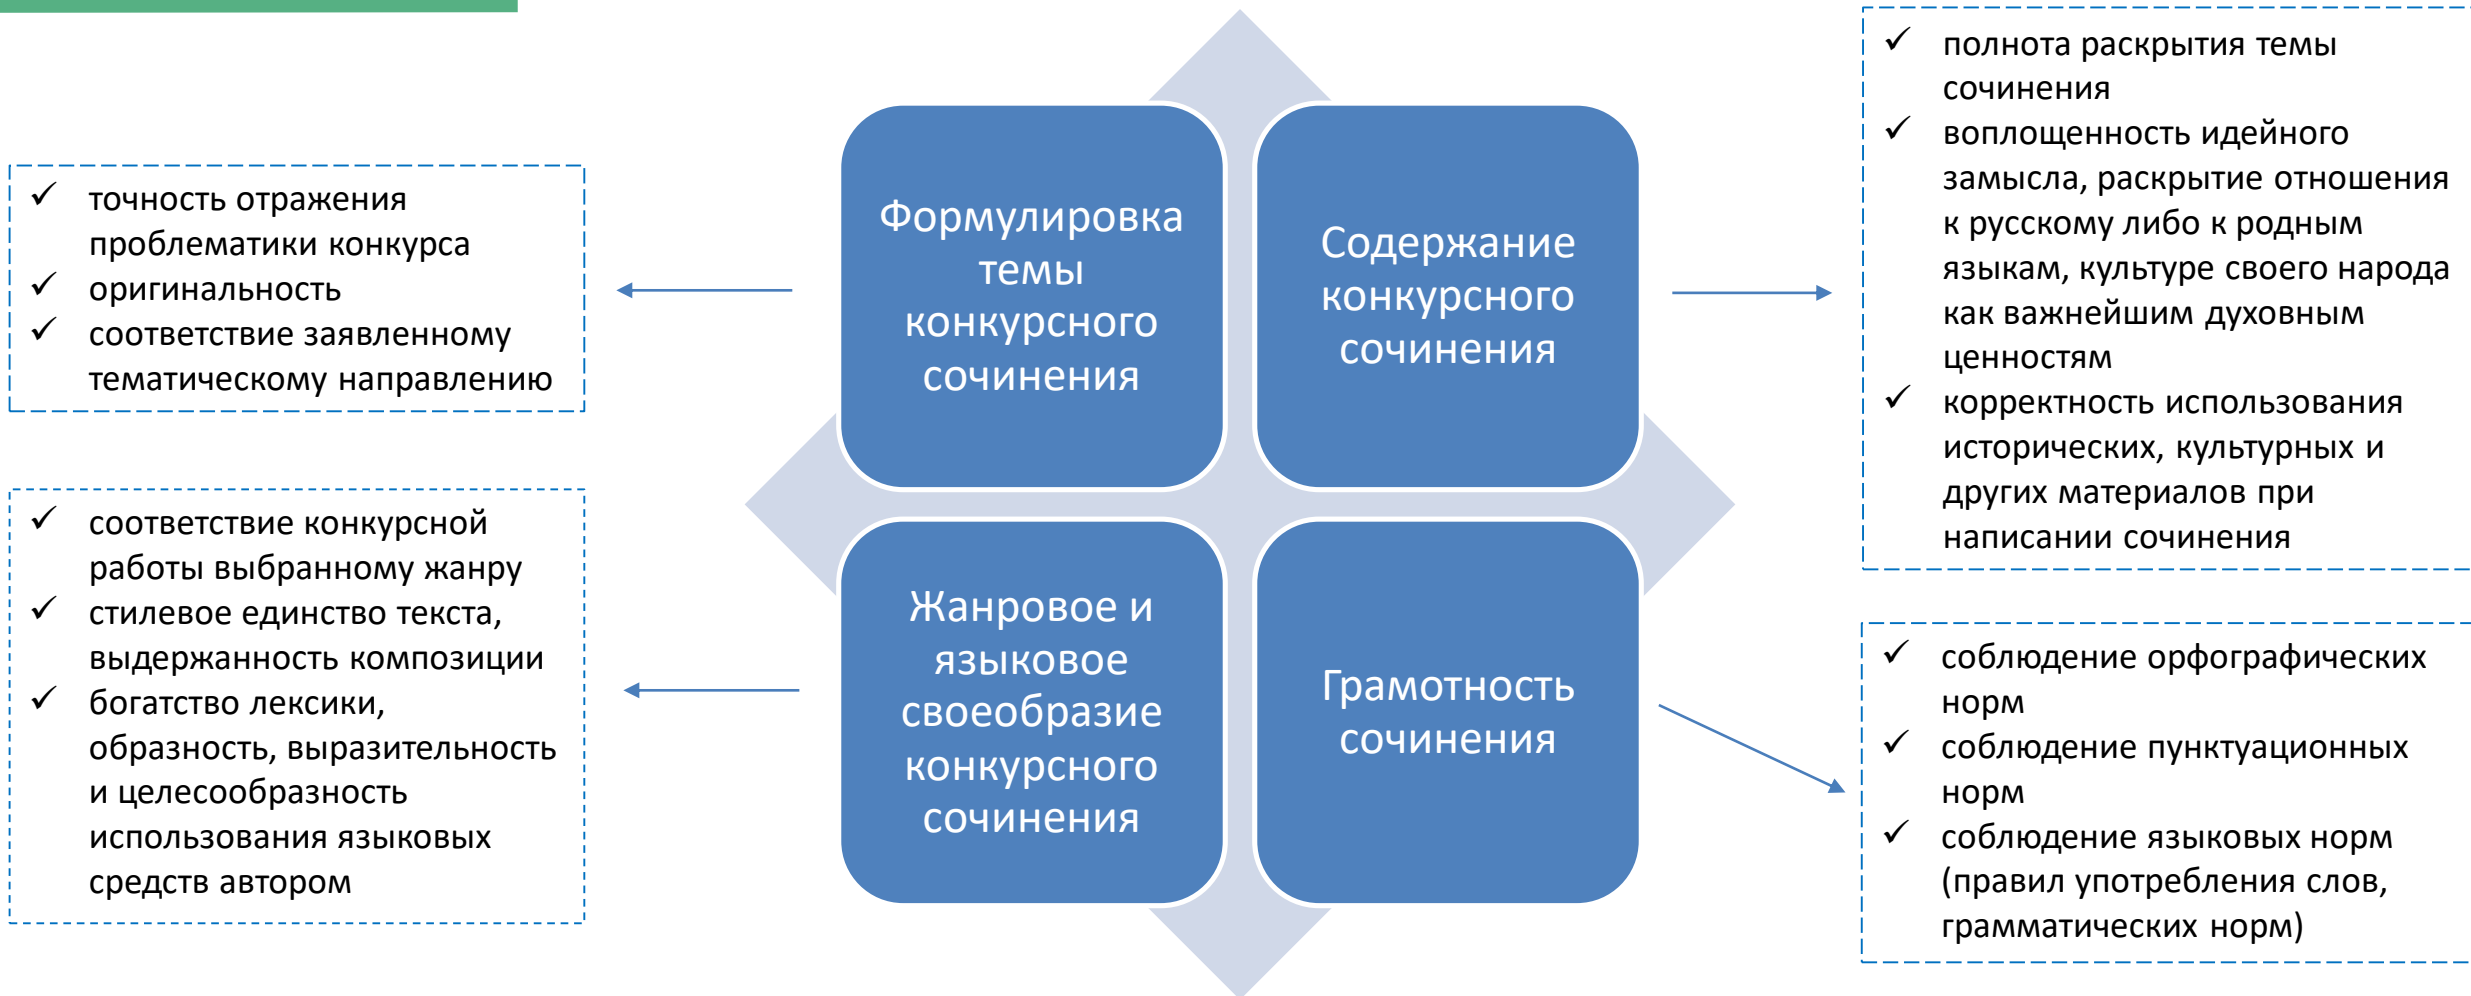 Формулировка
темы
конкурсного
сочинения
точность отражения
проблематики конкурса
оригинальность
соответствие заявленному
тематическому направлению
Содержание
конкурсного
сочинения
полнота раскрытия темы
сочинения
воплощенность идейного
замысла, раскрытие отношения
к русскому либо к родным
языкам, культуре своего народа
как важнейшим духовным
ценностям
корректность использования
исторических, культурных и
других материалов при
написании сочинения
Жанровое и
языковое
своеобразие
конкурсного
сочинения
соответствие конкурсной
работы выбранному жанру
стилевое единство текста,
выдержанность композиции
богатство лексики,
образность, выразительность
и целесообразность
использования языковых
средств автором
Грамотность
сочинения
соблюдение орфографических
норм
соблюдение пунктуационных
норм
соблюдение языковых норм
(правил употребления слов,
грамматических норм)